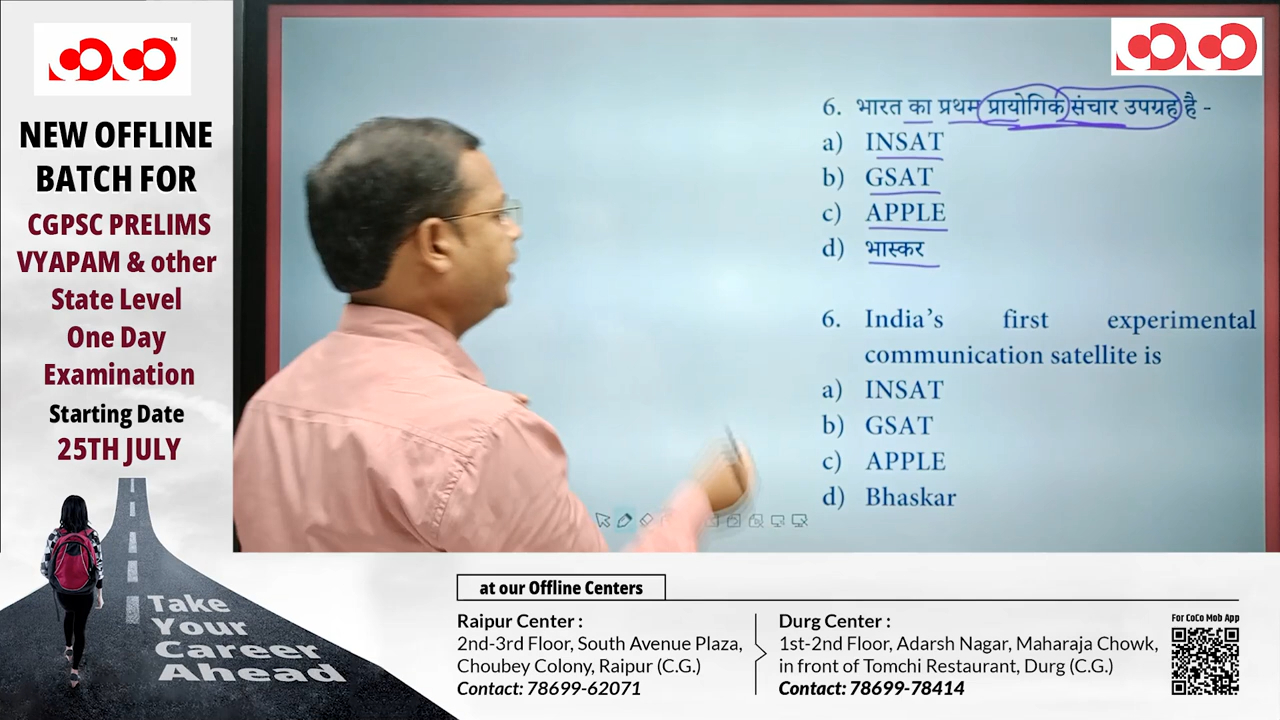 TM
NEW OFFLINE
BATCH FOR
CGPSC PRELIMS
VYAPAM & other
State Level
One Day
Examination
Starting Date
25TH JULY
Take
Your
Career
Ahead
6. भारत का प्रथम प्रायोगिक संचार उपग्रह है -
a) INSAT
b) GSAT
c) APPLE
d) भास्कर
6. India’s first experimental
communication satellite is
a) INSAT
b) GSAT
c) APPLE
d) Bhaskar
at our Offline Centers
Raipur Center :
2nd-3rd Floor, South Avenue Plaza,
Choubey Colony, Raipur (C.G.)
Contact: 78699-62071
Durg Center :
1st-2nd Floor, Adarsh Nagar, Maharaja Chowk,
in front of Tomchi Restaurant, Durg (C.G.)
Contact: 78699-78414
For CoCo Mob App